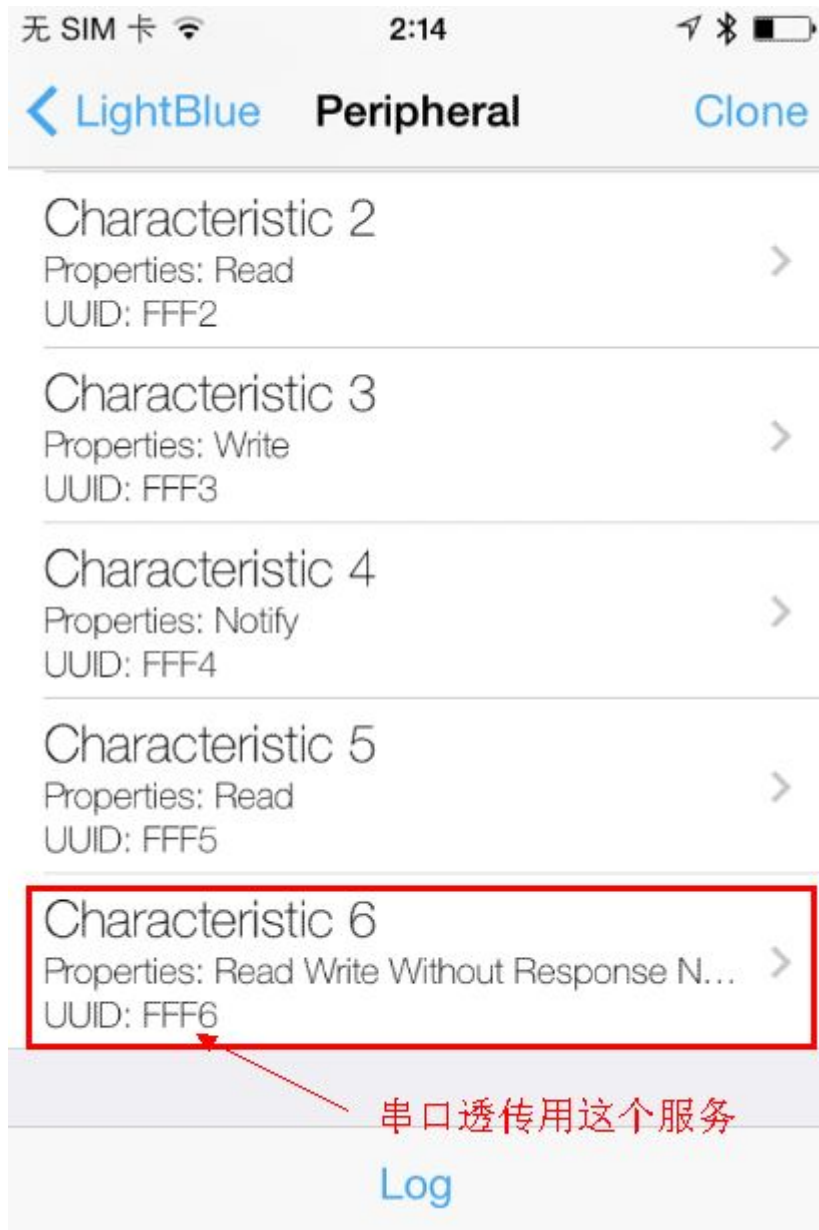 无 SIM 卡 2:14
LightBlue Peripheral Clone
Characteristic 2
Properties: Read
UUID: FFF2
Characteristic 3
Properties: Write
UUID: FFF3
Characteristic 4
Properties: Notify
UUID: FFF4
Characteristic 5
Properties: Read
UUID: FFF5
Characteristic 6
Properties: Read Write Without Response N...
UUID: FFF6
串口透传用这个服务
Log